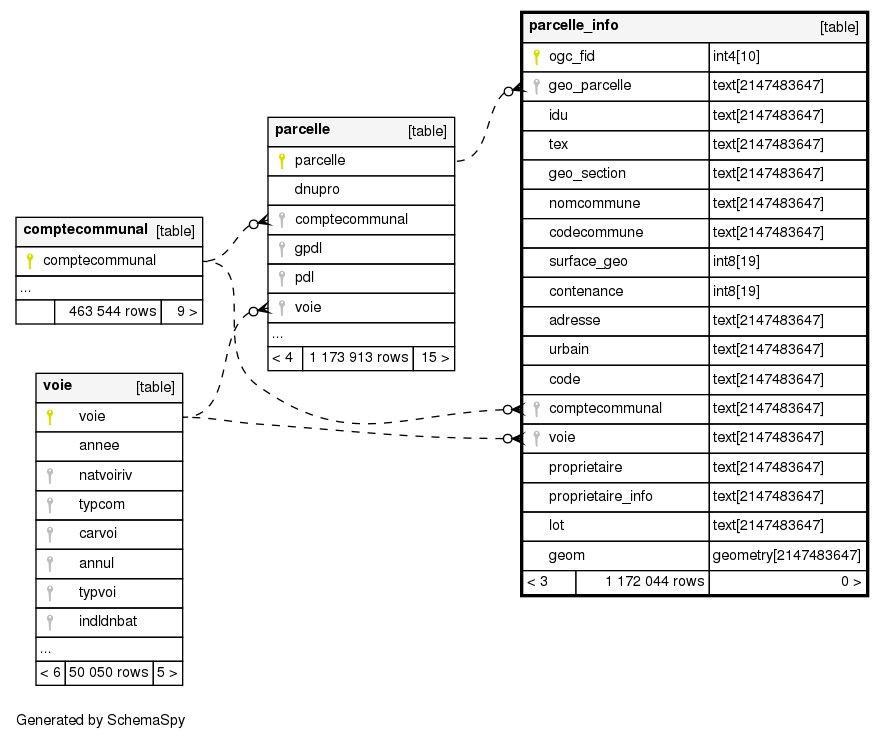 parcelle_info [table]
ogc_fid int4[10]
geo_parcelle text[2147483647]
idu text[2147483647]
tex text[2147483647]
geo_section text[2147483647]
nomcommune text[2147483647]
codecommune text[2147483647]
surface_geo int8[19]
contenance int8[19]
adresse text[2147483647]
urbain text[2147483647]
code text[2147483647]
comptecommunal text[2147483647]
voie text[2147483647]
proprietaire text[2147483647]
proprietaire_info text[2147483647]
lot text[2147483647]
geom geometry[2147483647]
< 3 1 172 044 rows 0 >
parcelle [table]
parcelle
dnupro
comptecommunal
gpdl
pdl
voie
...
< 4 1 173 913 rows 15 >
comptecommunal [table]
comptecommunal
...
463 544 rows 9 >
voie [table]
voie
annee
natvoiriv
typcom
carvoi
annul
typvoi
indldnbat
...
< 6 50 050 rows 5 >
Generated by SchemaSpy